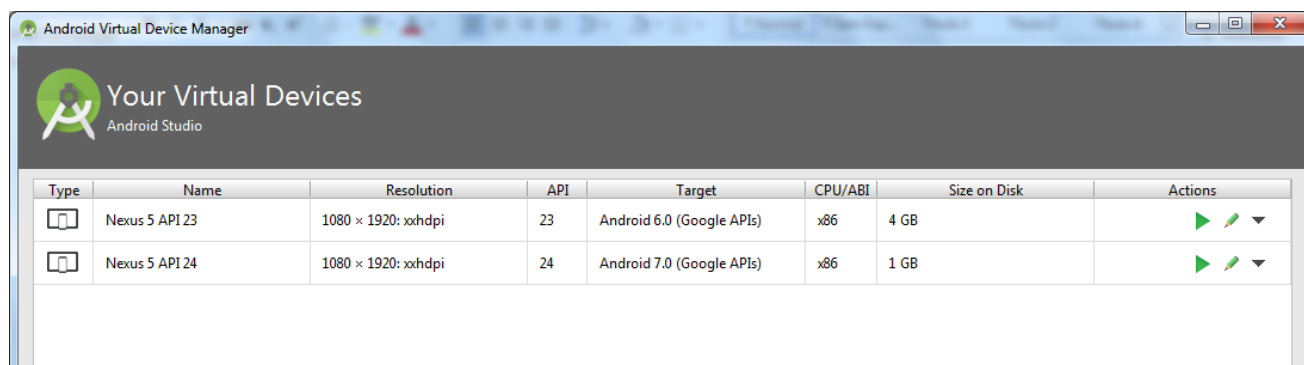 Android Virtual Device Manager
Your Virtual Devices
Android Studio
Type Name Resolution API Target CPU/ABI Size on Disk Actions
Nexus 5 API 23 1080 × 1920: xxhdpi 23 Android 6.0 (Google APIs) x86 4 GB
Nexus 5 API 24 1080 × 1920: xxhdpi 24 Android 7.0 (Google APIs) x86 1 GB